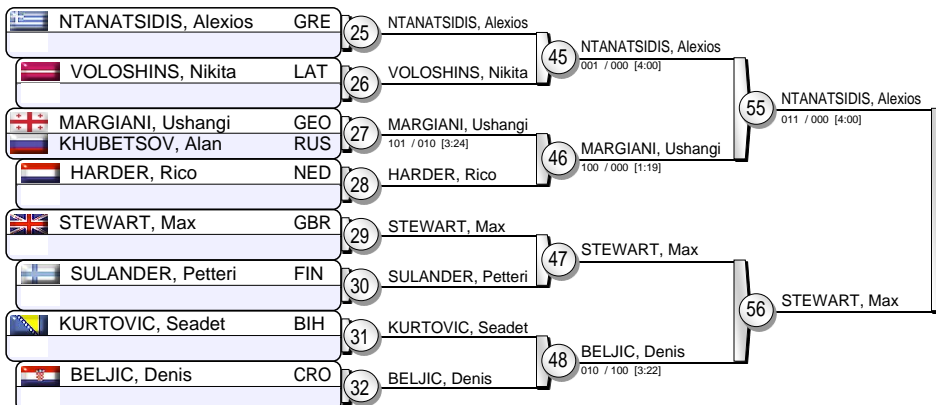 NTANATSIDIS, Alexios GRE
VOLOSHINS, Nikita LAT
MARGIANI, Ushangi GEO
KHUBETSOV, Alan RUS
HARDER, Rico NED
STEWART, Max GBR
SULANDER, Petteri FIN
KURTOVIC, Seadet BIH
BELJIC, Denis CRO
25
26
27
28
29
30
31
32
NTANATSIDIS, Alexios
VOLOSHINS, Nikita
MARGIANI, Ushangi
101 / 010 [3:24]
HARDER, Rico
STEWART, Max
SULANDER, Petteri
KURTOVIC, Seadet
BELJIC, Denis
45
46
47
48
NTANATSIDIS, Alexios
001 / 000 [4:00]
MARGIANI, Ushangi
100 / 000 [1:19]
STEWART, Max
BELJIC, Denis
010 / 100 [3:22]
55
56
NTANATSIDIS, Alexios
011 / 000 [4:00]
STEWART, Max